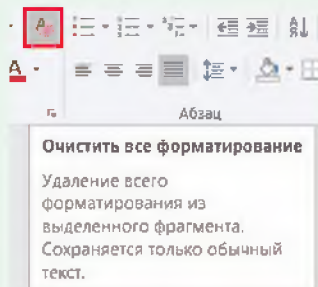 Абзац
Очистить все форматирование
Удаление всего
форматирования из
выделенного фрагмента.
Сохраняется только обычный
текст.